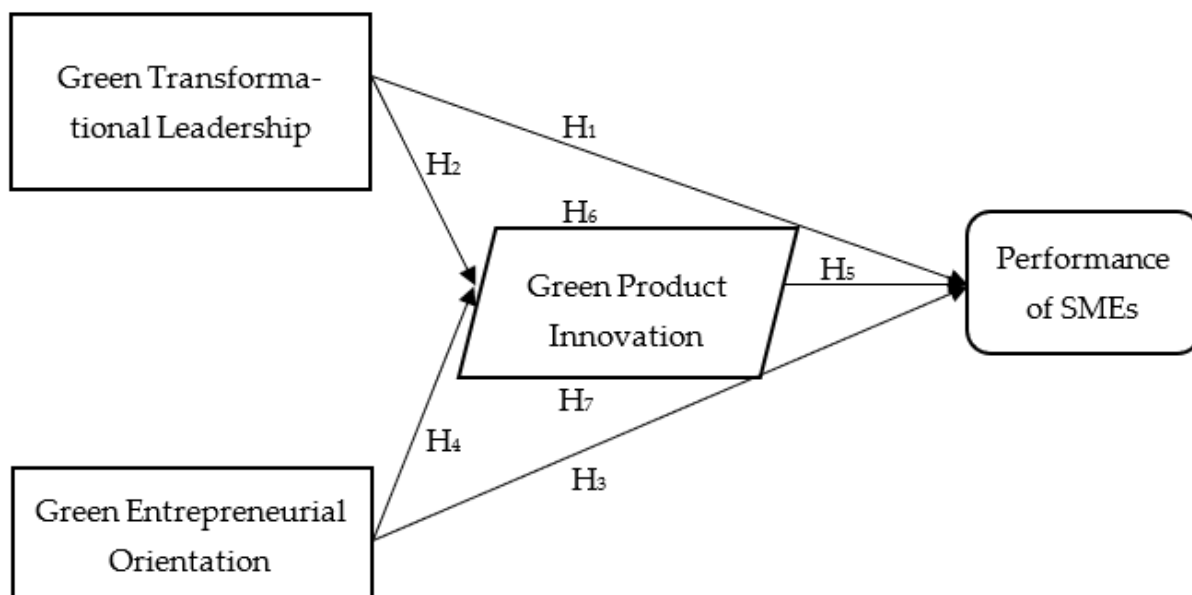 Green Transforma-
tional Leadership
H₁
H₂
H₆
Green Product
Innovation
H₅
Performance
of SMEs
H₇
H₄
H₃
Green Entrepreneurial
Orientation